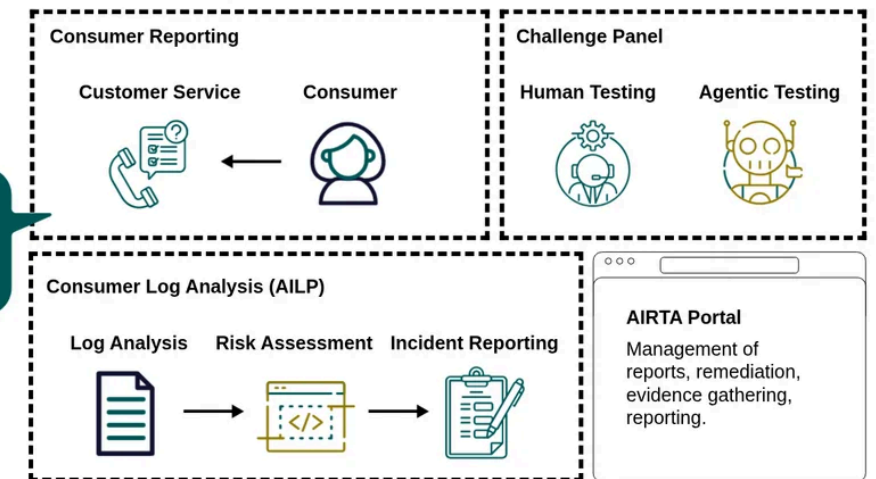 Consumer Reporting
Customer Service
Consumer
?
Challenge Panel
Human Testing
Agentic Testing
Consumer Log Analysis (AILP)
Log Analysis
Risk Assessment
Incident Reporting
</>
AIRTA Portal
Management of
reports, remediation,
evidence gathering,
reporting.